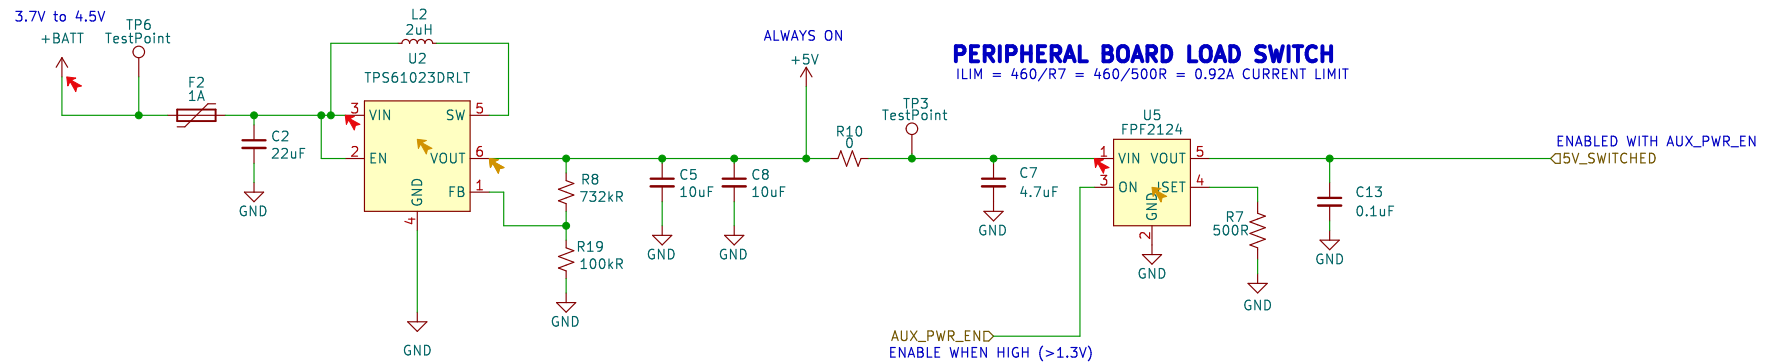 3.7V to 4.5V
+BATT
TP6
TestPoint
F2
1A
C2
22uF
GND
L2
2uH
U2
TPS61023DRLT
3
VIN
SW
5
2
EN
VOUT
6
FB
1
GND
4
GND
R8
732kR
R19
100kR
GND
C5
10uF
GND
C8
10uF
GND
ALWAYS ON
+5V
R10
0
TP3
TestPoint
C7
4.7uF
GND
PERIPHERAL BOARD LOAD SWITCH
ILIM = 460/R7 = 460/500R = 0.92A CURRENT LIMIT
U5
FPF2124
1
VIN
VOUT
5
3
ON
ISET
4
GND
2
GND
R7
500R
GND
C13
0.1uF
GND
ENABLED WITH AUX_PWR_EN
5V_SWITCHED
AUX_PWR_EN
ENABLE WHEN HIGH (>1.3V)